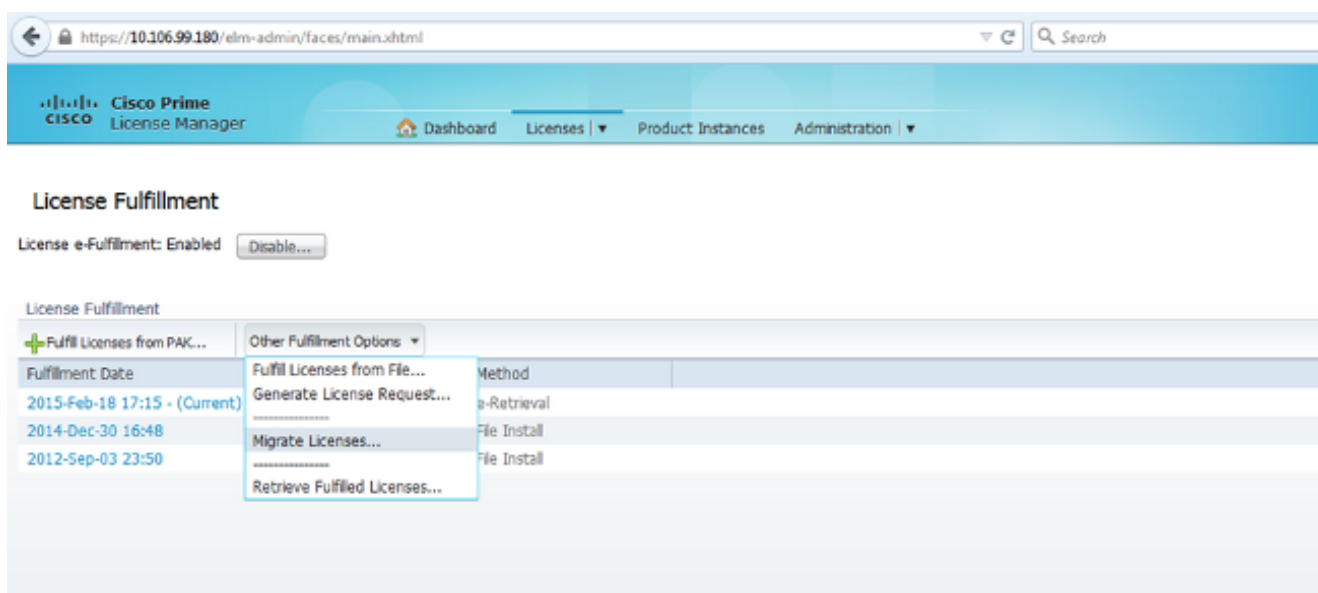 https://10.106.99.180/elm-admin/faces/main.xhtml
Search
cisco
Cisco Prime
License Manager
Dashboard
Licenses
Product Instances
Administration
License Fulfillment
License e-Fulfillment: Enabled
Disable...
License Fulfillment
Fulfill Licenses from PAK...
Other Fulfillment Options
Fulfillment Date
Method
2015-Feb-18 17:15 - (Current)
e-Retrieval
2014-Dec-30 16:48
File Install
2012-Sep-03 23:50
File Install
Fulfill Licenses from File...
Generate License Request...
---------------
Migrate Licenses...
---------------
Retrieve Fulfilled Licenses...